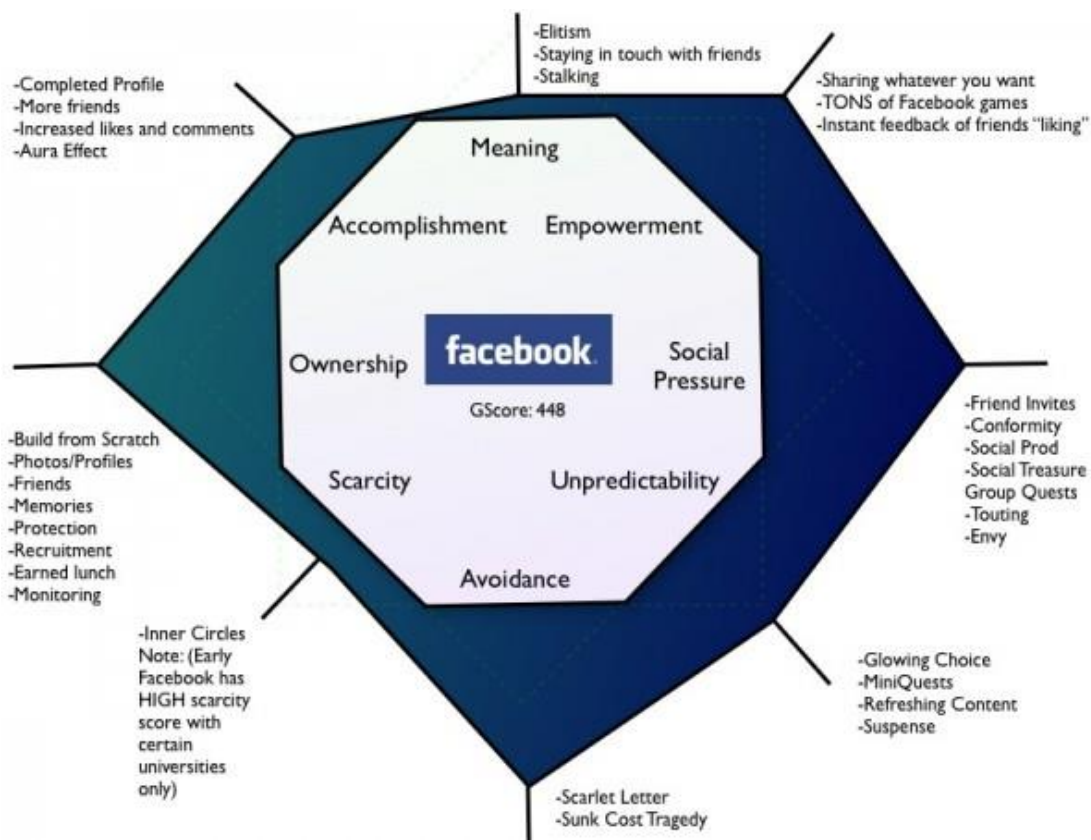 -Elitism
-Staying in touch with friends
-Stalking
-Completed Profile
-More friends
-Increased likes and comments
-Aura Effect
-Sharing whatever you want
-TONS of Facebook games
-Instant feedback of friends “liking”
Meaning
Accomplishment
Empowerment
Ownership
facebook
Social
Pressure
GScore: 448
Scarcity
Unpredictability
Avoidance
-Build from Scratch
-Photos/Profiles
-Friends
-Memories
-Protection
-Recruitment
-Earned lunch
-Monitoring
-Friend Invites
-Conformity
-Social Prod
-Social Treasure
Group Quests
-Touting
-Envy
-Inner Circles
Note: (Early
Facebook has
HIGH scarcity
score with
certain
universities
only)
-Glowing Choice
-MiniQuests
-Refreshing Content
-Suspense
-Scarlet Letter
-Sunk Cost Tragedy